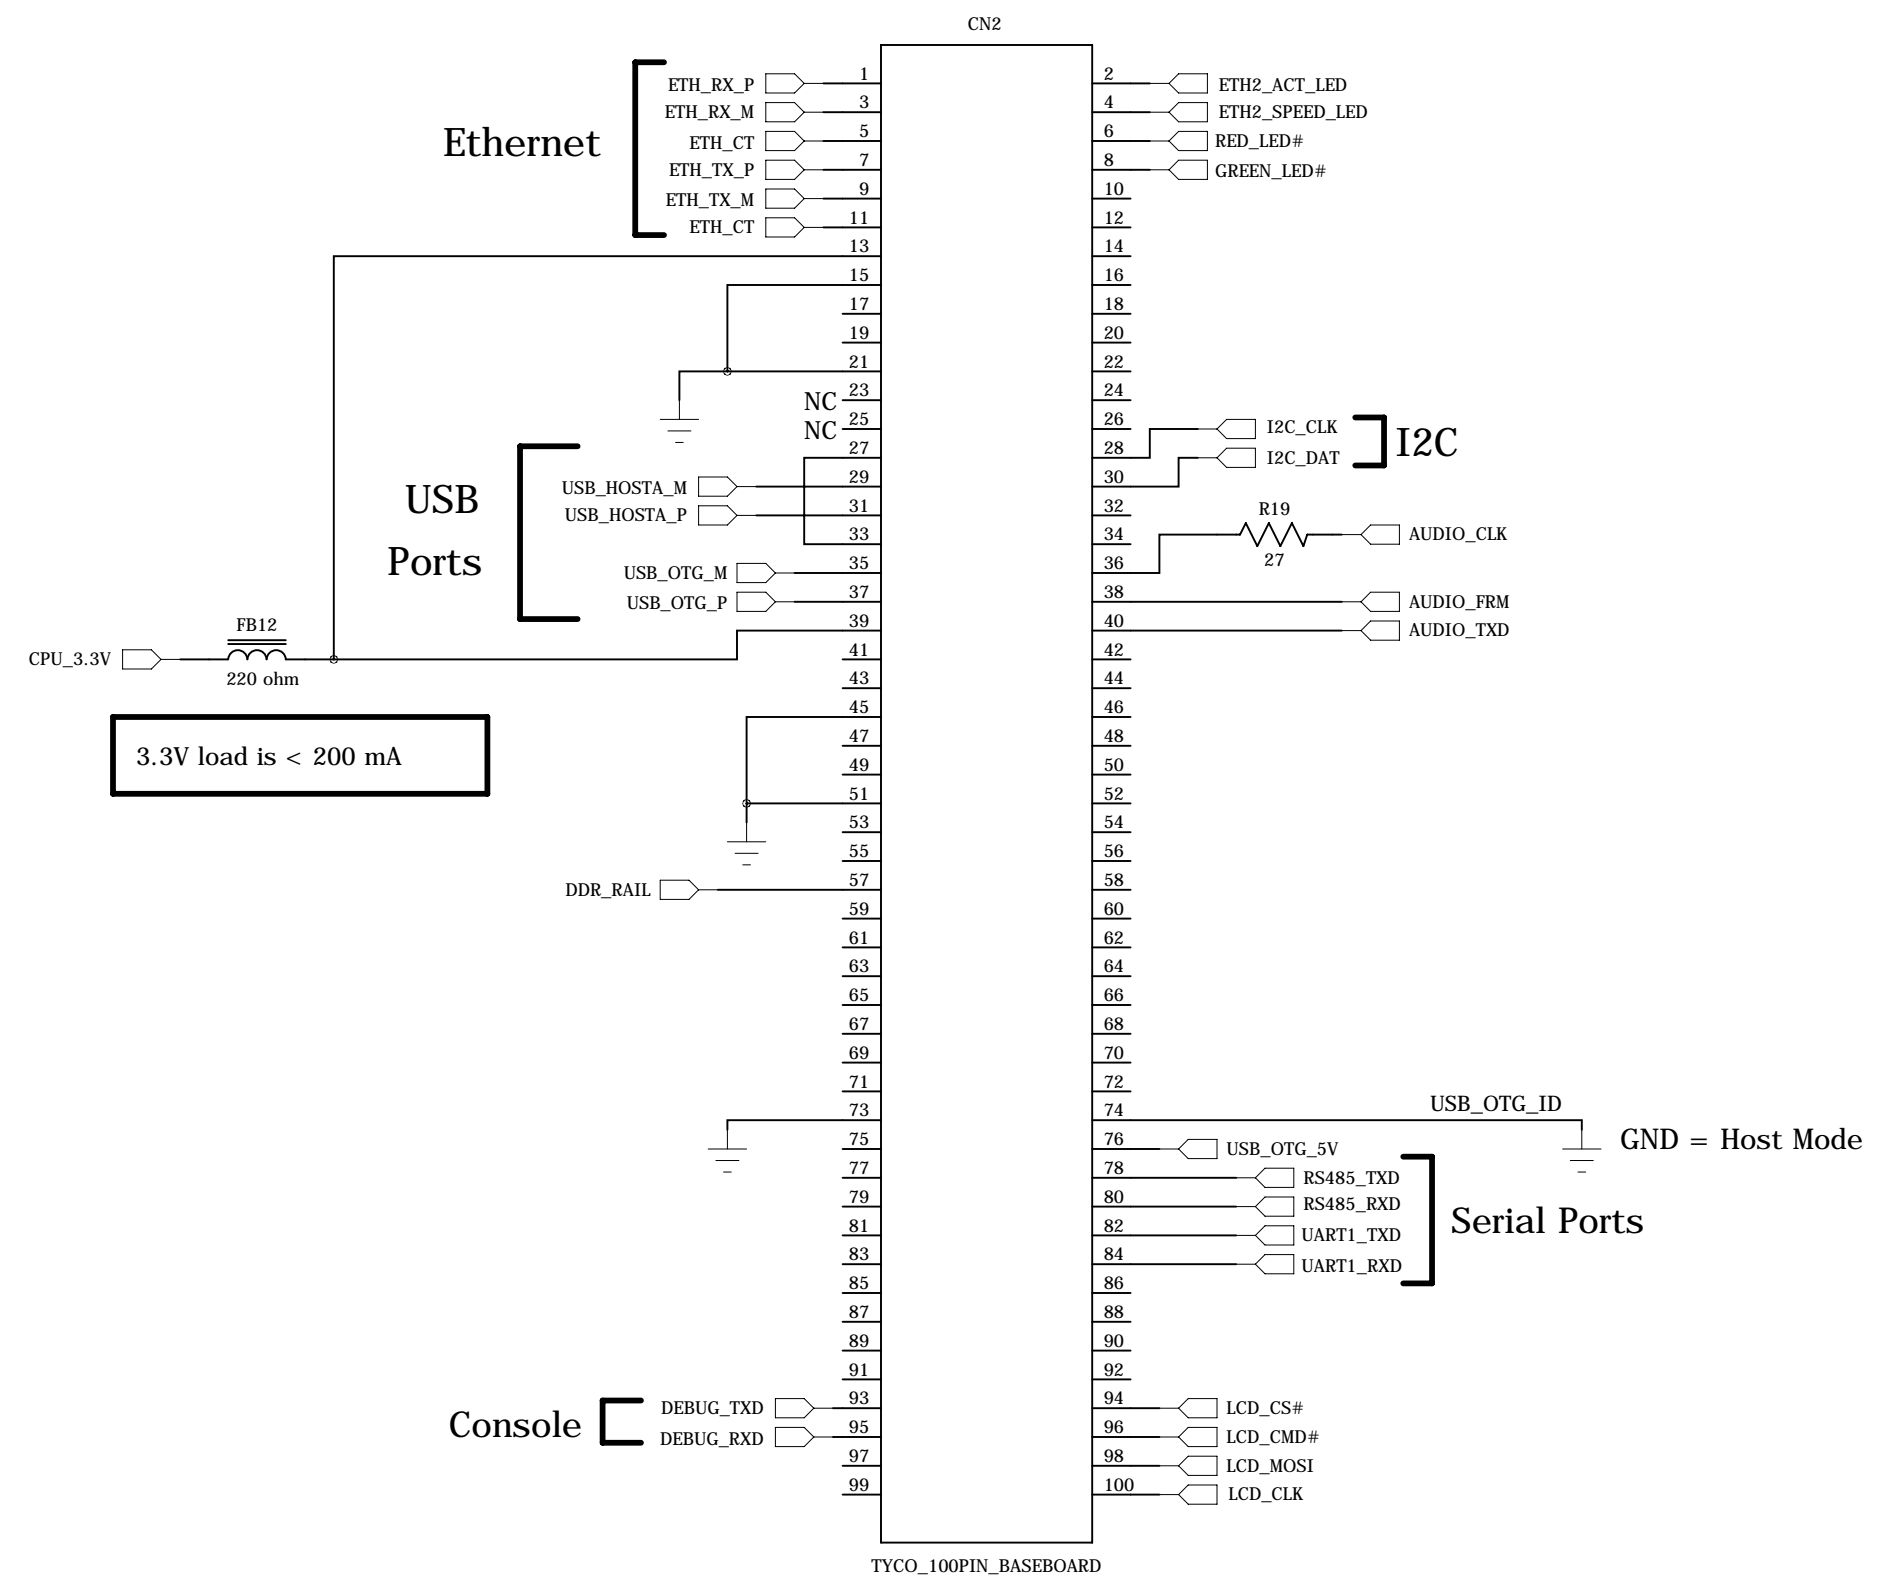 CN2
Ethernet
ETH_RX_P 1
ETH_RX_M 3
ETH_CT 5
ETH_TX_P 7
ETH_TX_M 9
ETH_CT 11
13
15
17
19
21
NC 23
NC 25
USB
Ports
27
USB_HOSTA_M 29
USB_HOSTA_P 31
33
USB_OTG_M 35
USB_OTG_P 37
39
FB12
CPU_3.3V
220 ohm
3.3V load is < 200 mA
41
43
45
47
49
51
53
55
DDR_RAIL 57
59
61
63
65
67
69
71
73
75
77
79
81
83
85
87
89
91
Console
DEBUG_TXD 93
DEBUG_RXD 95
97
99
2 ETH2_ACT_LED
4 ETH2_SPEED_LED
6 RED_LED#
8 GREEN_LED#
10
12
14
16
18
20
22
24
26
28 I2C_CLK
30 I2C_DAT
I2C
32
34
R19
27
36 AUDIO_CLK
38 AUDIO_FRM
40 AUDIO_TXD
42
44
46
48
50
52
54
56
58
60
62
64
66
68
70
72
74 USB_OTG_ID
GND = Host Mode
76 USB_OTG_5V
78 RS485_TXD
80 RS485_RXD
82 UART1_TXD
84 UART1_RXD
Serial Ports
86
88
90
92
94 LCD_CS#
96 LCD_CMD#
98 LCD_MOSI
100 LCD_CLK
TYCO_100PIN_BASEBOARD